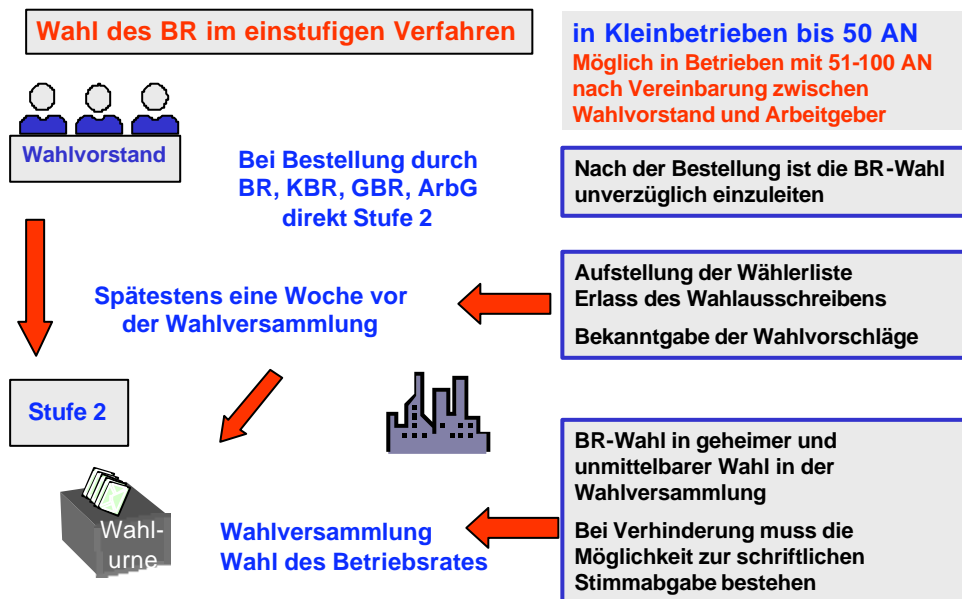 Wahl des BR im einstufigen Verfahren
in Kleinbetrieben bis 50 AN
Möglich in Betrieben mit 51-100 AN
nach Vereinbarung zwischen
Wahlvorstand und Arbeitgeber
Wahlvorstand
Bei Bestellung durch
BR, KBR, GBR, ArbG
direkt Stufe 2
Nach der Bestellung ist die BR-Wahl
unverzüglich einzuleiten
Spätestens eine Woche vor
der Wahlversammlung
Aufstellung der Wählerliste
Erlass des Wahlausschreibens
Bekanntgabe der Wahlvorschläge
Stufe 2
BR-Wahl in geheimer und
unmittelbarer Wahl in der
Wahlversammlung
Bei Verhinderung muss die
Möglichkeit zur schriftlichen
Stimmabgabe bestehen
Wahl-
urne
Wahlversammlung
Wahl des Betriebsrates